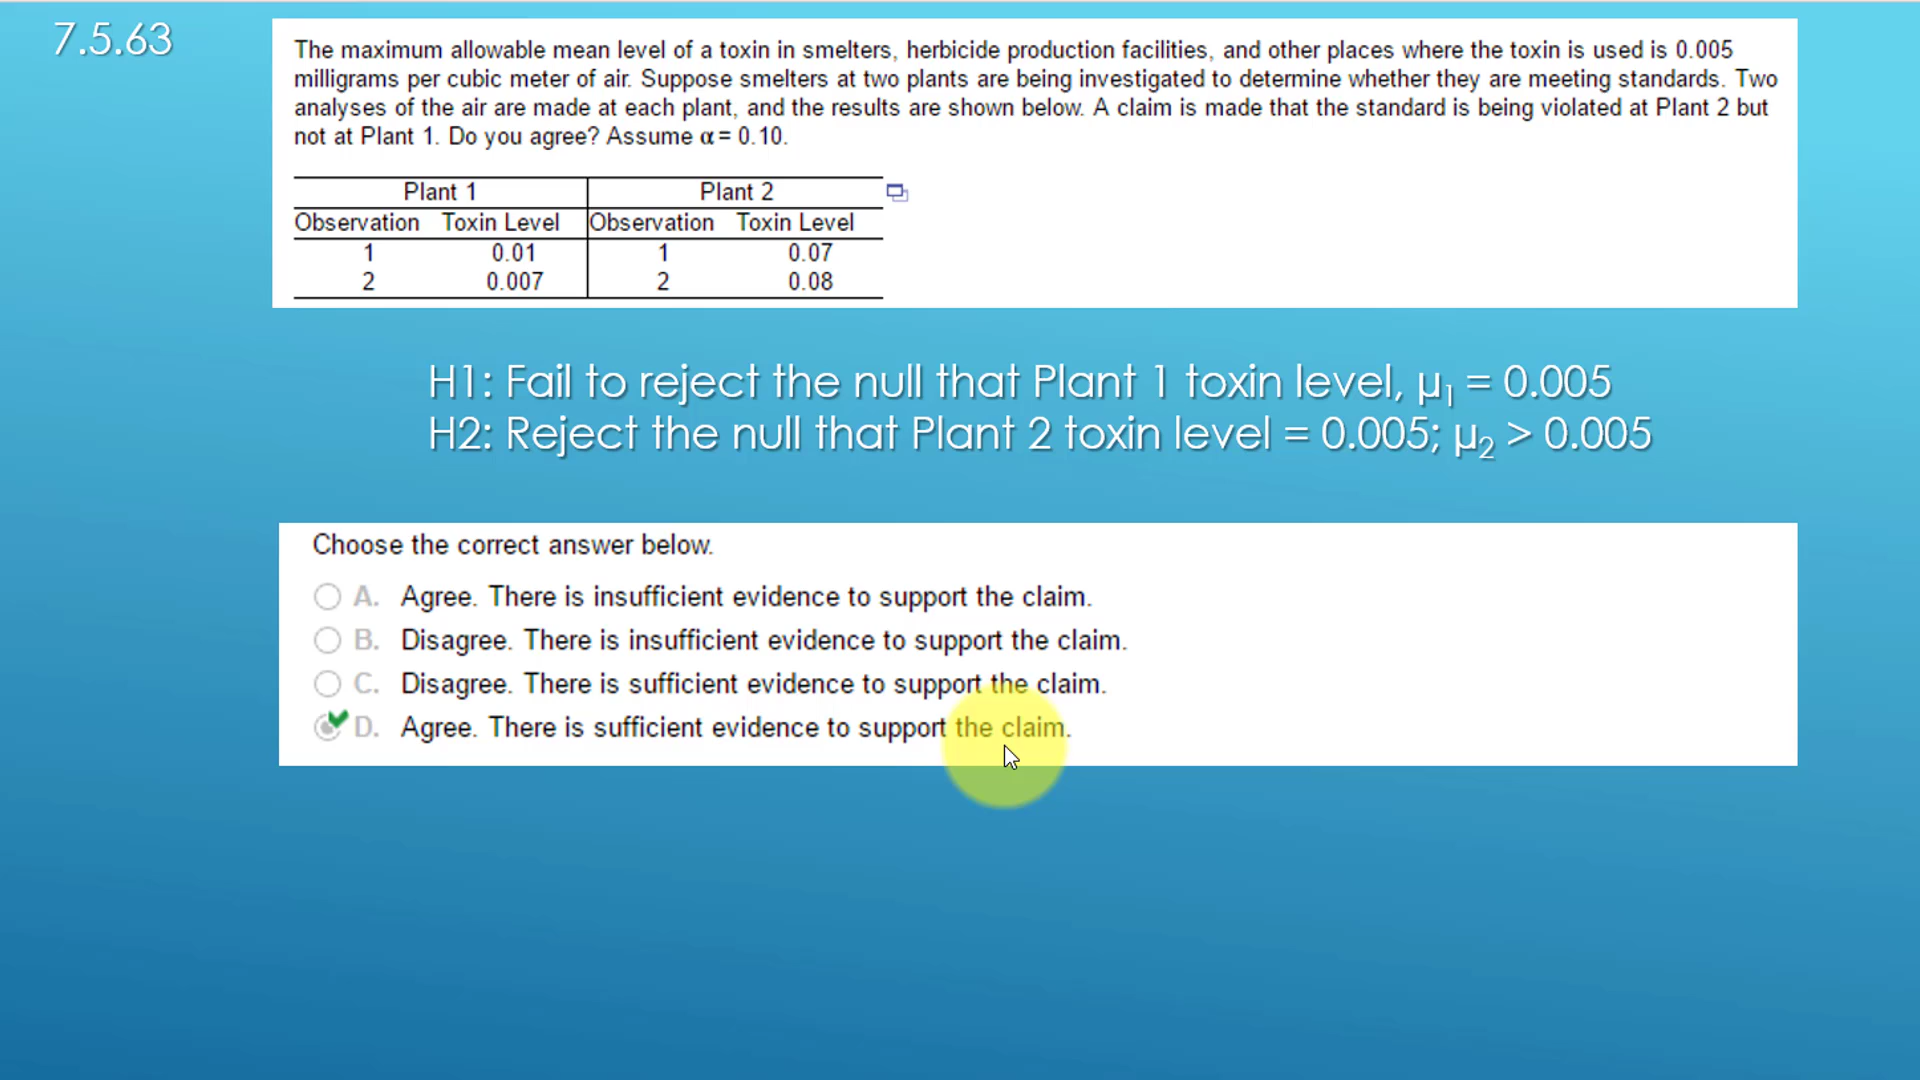 7.5.63
The maximum allowable mean level of a toxin in smelters, herbicide production facilities, and other places where the toxin is used is 0.005
milligrams per cubic meter of air. Suppose smelters at two plants are being investigated to determine whether they are meeting standards. Two
analyses of the air are made at each plant, and the results are shown below. A claim is made that the standard is being violated at Plant 2 but
not at Plant 1. Do you agree? Assume α = 0.10.
Plant 1 Plant 2
Observation Toxin Level Observation Toxin Level
1 0.01 1 0.07
2 0.007 2 0.08
H1: Fail to reject the null that Plant 1 toxin level, μ₁ = 0.005
H2: Reject the null that Plant 2 toxin level = 0.005; μ₂ > 0.005
Choose the correct answer below.
A. Agree. There is insufficient evidence to support the claim.
B. Disagree. There is insufficient evidence to support the claim.
C. Disagree. There is sufficient evidence to support the claim.
D. Agree. There is sufficient evidence to support the claim.